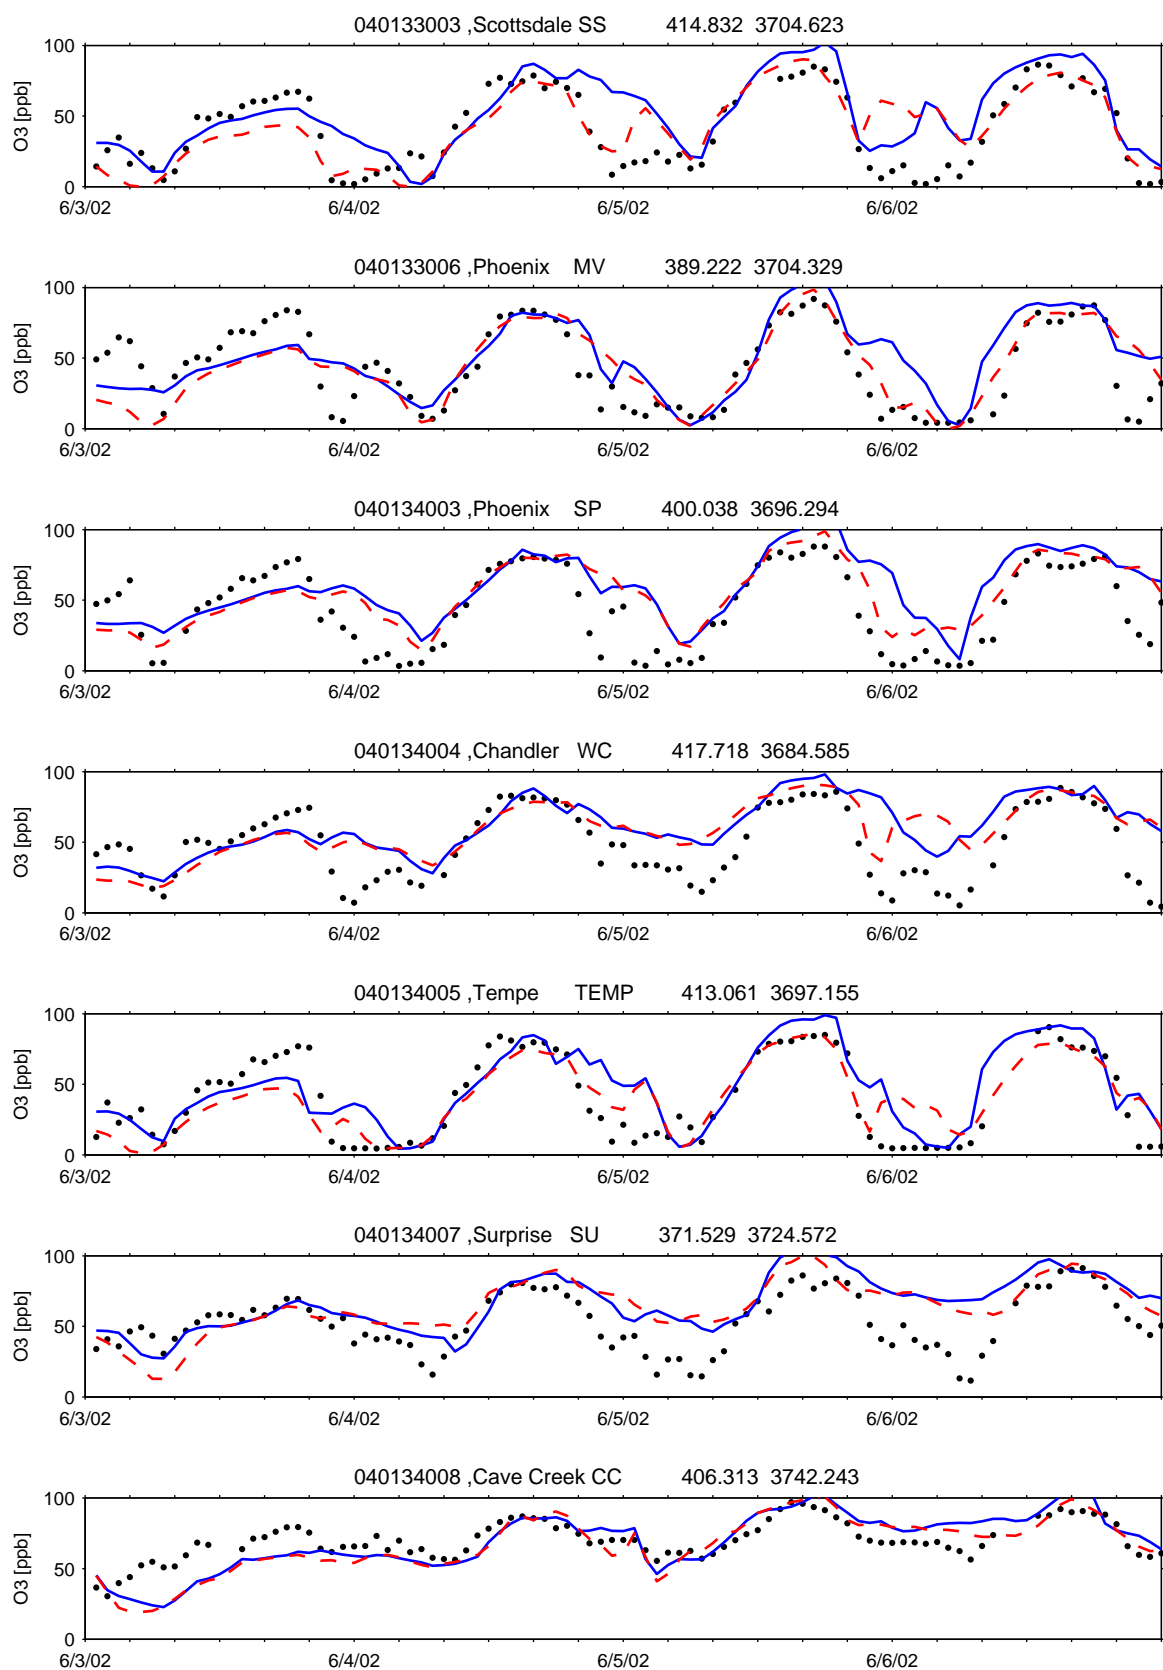 040133003 ,Scottsdale SS 414.832 3704.623
100
50
0
O3 [ppb]
6/3/02 6/4/02 6/5/02 6/6/02
040133006 ,Phoenix MV 389.222 3704.329
100
50
0
O3 [ppb]
6/3/02 6/4/02 6/5/02 6/6/02
040134003 ,Phoenix SP 400.038 3696.294
100
50
0
O3 [ppb]
6/3/02 6/4/02 6/5/02 6/6/02
040134004 ,Chandler WC 417.718 3684.585
100
50
0
O3 [ppb]
6/3/02 6/4/02 6/5/02 6/6/02
040134005 ,Tempe TEMP 413.061 3697.155
100
50
0
O3 [ppb]
6/3/02 6/4/02 6/5/02 6/6/02
040134007 ,Surprise SU 371.529 3724.572
100
50
0
O3 [ppb]
6/3/02 6/4/02 6/5/02 6/6/02
040134008 ,Cave Creek CC 406.313 3742.243
100
50
0
O3 [ppb]
6/3/02 6/4/02 6/5/02 6/6/02